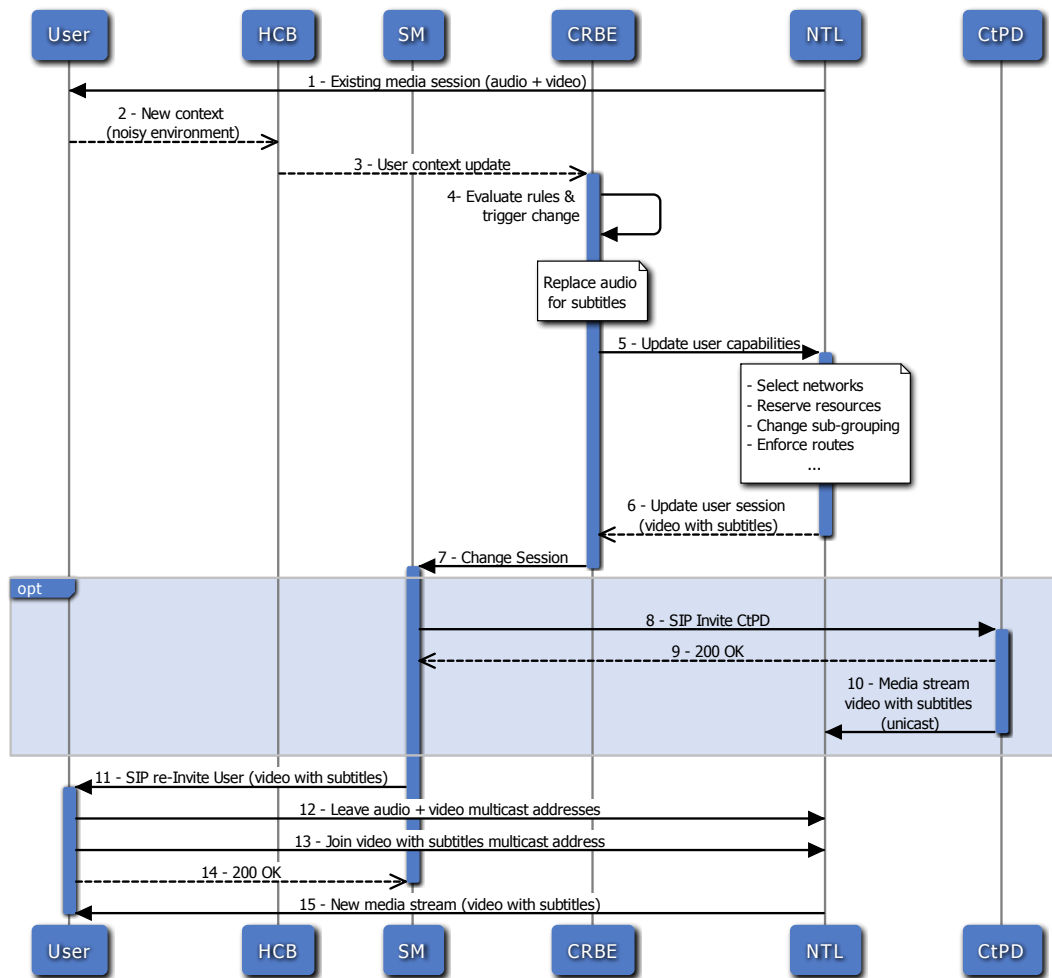 User HCB SM CRBE NTL CtPD
1 - Existing media session (audio + video)
2 - New context
(noisy environment)
3 - User context update
4- Evaluate rules &
trigger change
Replace audio
for subtitles
5 - Update user capabilities
- Select networks
- Reserve resources
- Change sub-grouping
- Enforce routes
...
6 - Update user session
(video with subtitles)
7 - Change Session
opt
8 - SIP Invite CtPD
9 - 200 OK
10 - Media stream
video with subtitles
(unicast)
11 - SIP re-Invite User (video with subtitles)
12 - Leave audio + video multicast addresses
13 - Join video with subtitles multicast address
14 - 200 OK
15 - New media stream (video with subtitles)
User HCB SM CRBE NTL CtPD